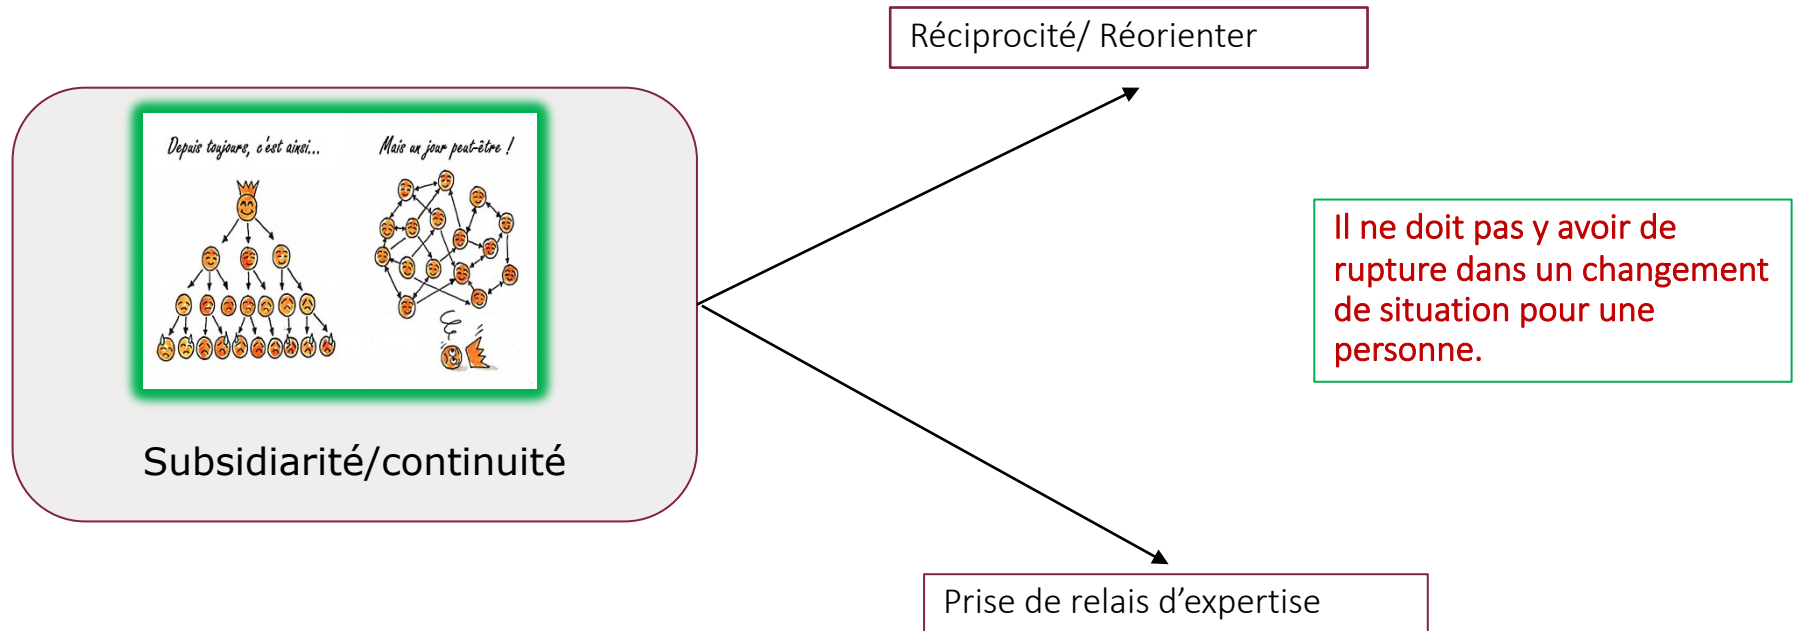 Réciprocité/ Réorienter
Depuis toujours, c'est ainsi...
Mais un jour peut-être !
Il ne doit pas y avoir de
rupture dans un changement
de situation pour une
personne.
Subsidiarité/continuité
Prise de relais d’expertise